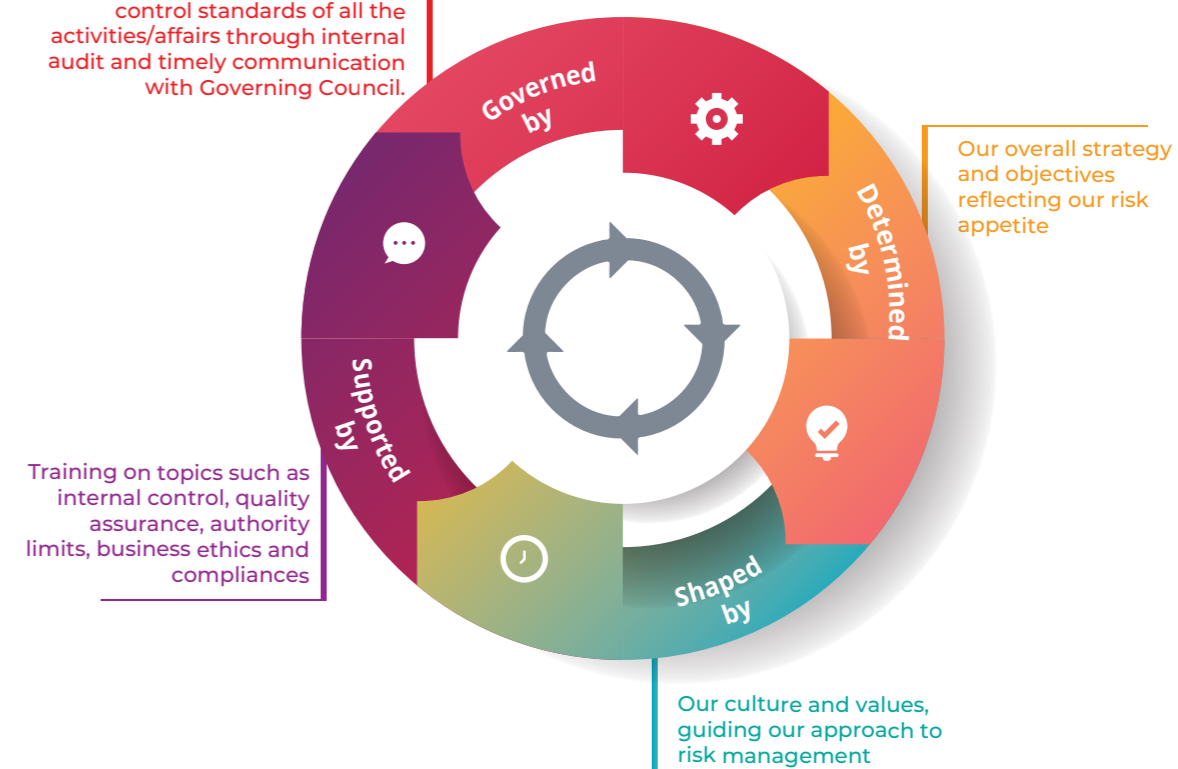 control standards of all the
activities/affairs through internal
audit and timely communication
with Governing Council.
Governed
by
Determined
by
Our overall strategy
and objectives
reflecting our risk
appetite
Supported
by
Training on topics such as
internal control, quality
assurance, authority
limits, business ethics and
compliances
Shaped
by
Our culture and values,
guiding our approach to
risk management